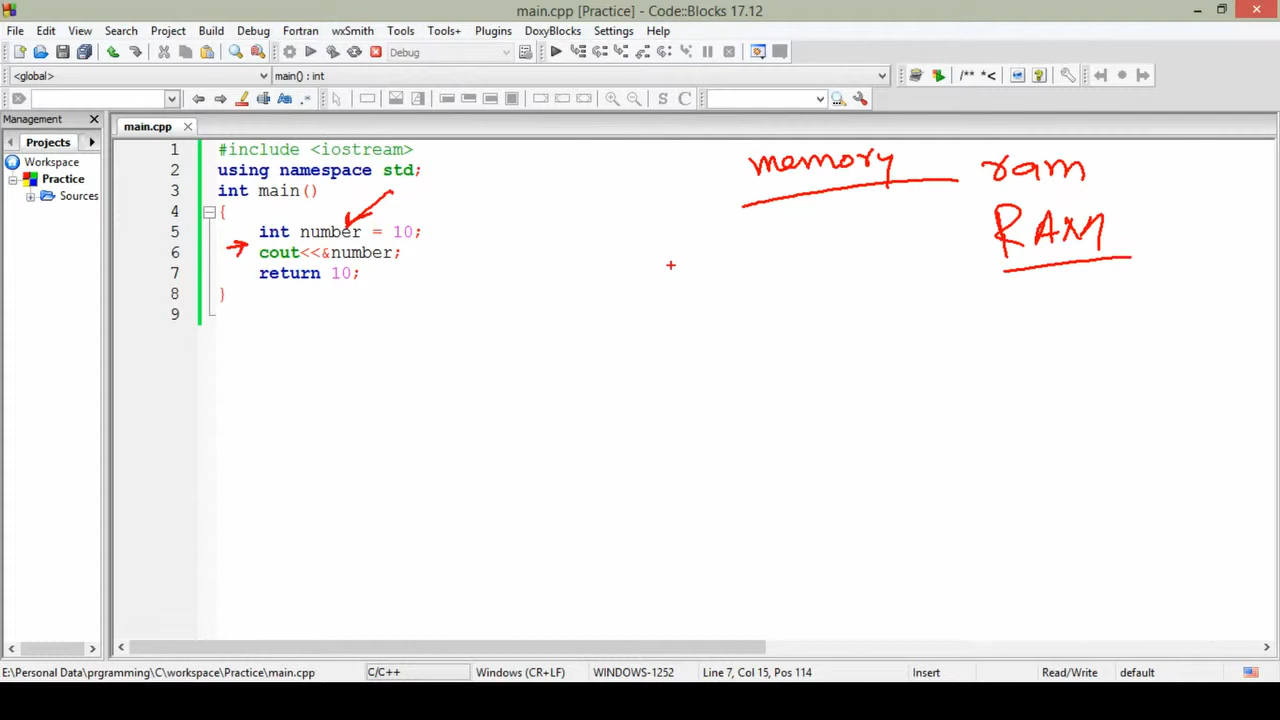 main.cpp [Practice] - Code::Blocks 17.12
File Edit View Search Project Build Debug Fortran wxSmith Tools Tools+ Plugins DoxyBlocks Settings Help
Debug
<global> main() : int
/** *<
S C
Management
Projects
Workspace
Practice
Sources
main.cpp
1 #include <iostream>
2 using namespace std;
3 int main()
4 {
5 int number = 10;
6 cout<<&number;
7 return 10;
8 }
9
memory ram
RAM
E:\Personal Data\prgramming\C\workspace\Practice\main.cpp C/C++ Windows (CR+LF) WINDOWS-1252 Line 7, Col 15, Pos 114 Insert Read/Write default